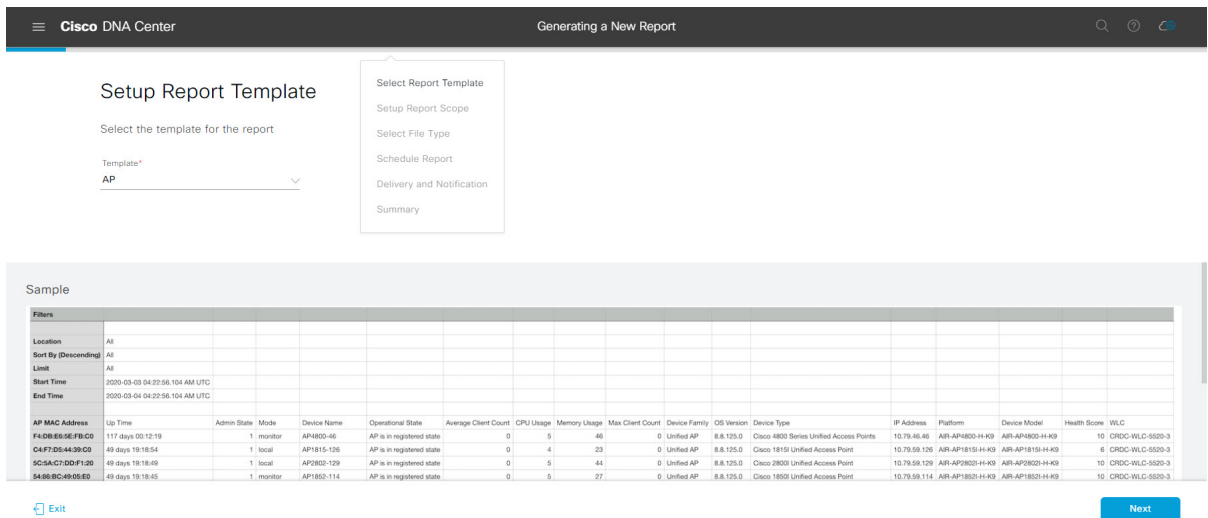 Cisco DNA Center
Generating a New Report
Setup Report Template
Select the template for the report
Template*
AP
Select Report Template
Setup Report Scope
Select File Type
Schedule Report
Delivery and Notification
Summary
Sample
Filters
Location All
Sort By (Descending) All
Limit All
Start Time 2020-03-03 04:22:56.104 AM UTC
End Time 2020-03-04 04:22:56.104 AM UTC
AP MAC Address Up Time Admin State Mode Device Name Operational State Average Client Count CPU Usage Memory Usage Max Client Count Device Family OS Version Device Type IP Address Platform Device Model Health Score WLC
F4:DB:E6:5E:FB:C0 117 days 00:12:19 1 monitor AP4800-46 AP is in registered state 0 5 46 0 Unified AP 8.8.125.0 Cisco 4800 Series Unified Access Points 10.79.46.46 AIR-AP4800-H-K9 AIR-AP4800-H-K9 10 CRDC-WLC-5520-3
C4:F7:D5:44:39:C0 49 days 19:18:54 1 local AP1815-126 AP is in registered state 0 4 23 0 Unified AP 8.8.125.0 Cisco 1815I Unified Access Point 10.79.59.126 AIR-AP1815I-H-K9 AIR-AP1815I-H-K9 6 CRDC-WLC-5520-3
5C:5A:C7:DD:F1:20 49 days 19:18:49 1 local AP2802-129 AP is in registered state 0 5 44 0 Unified AP 8.8.125.0 Cisco 2800I Unified Access Point 10.79.59.129 AIR-AP2802I-H-K9 AIR-AP2802I-H-K9 10 CRDC-WLC-5520-3
54:86:BC:49:05:E0 49 days 19:18:45 1 monitor AP1852-114 AP is in registered state 0 5 27 0 Unified AP 8.8.125.0 Cisco 1850I Unified Access Point 10.79.59.114 AIR-AP1852I-H-K9 AIR-AP1852I-H-K9 10 CRDC-WLC-5520-3
Exit
Next